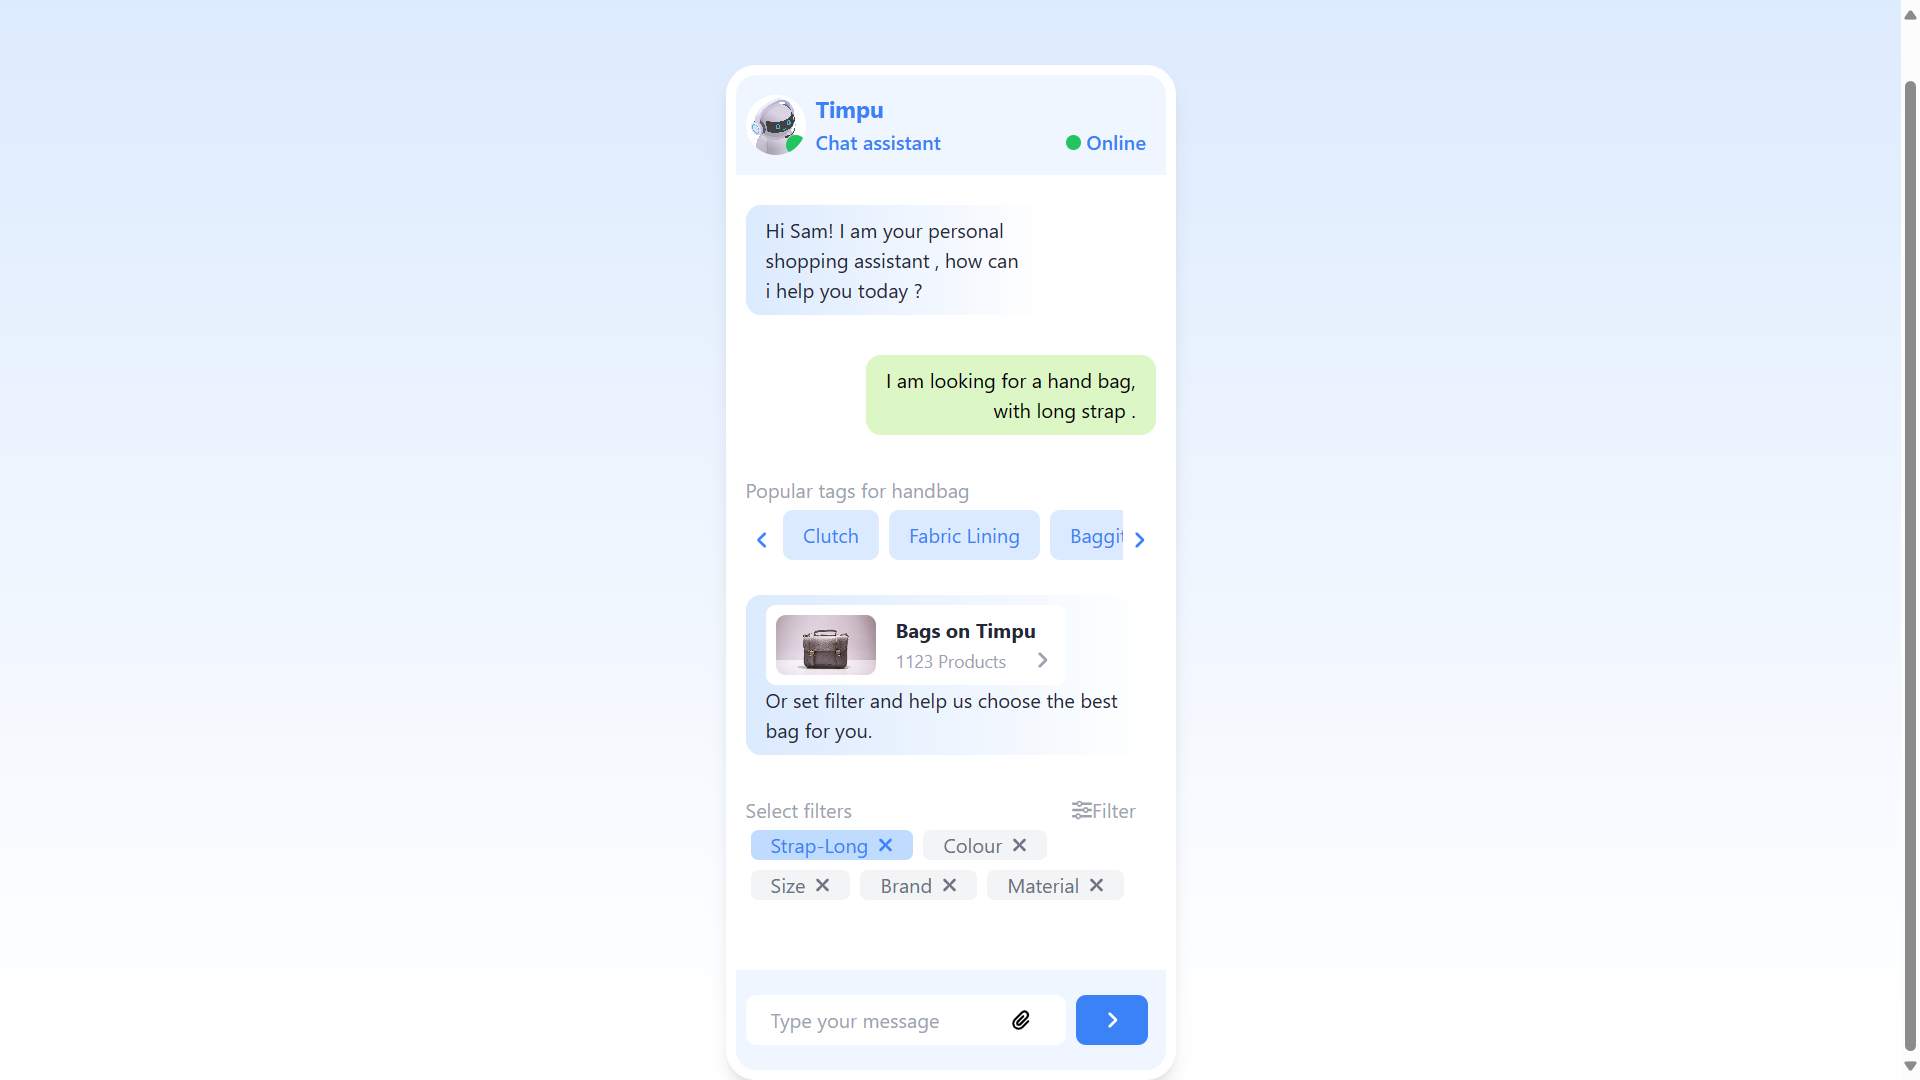 Timpu
Chat assistant
Online
Hi Sam! I am your personal
shopping assistant , how can
i help you today ?
I am looking for a hand bag,
with long strap .
Popular tags for handbag
Clutch
Fabric Lining
Baggit
Bags on Timpu
1123 Products
Or set filter and help us choose the best
bag for you.
Select filters
Filter
Strap-Long
Colour
Size
Brand
Material
Type your message